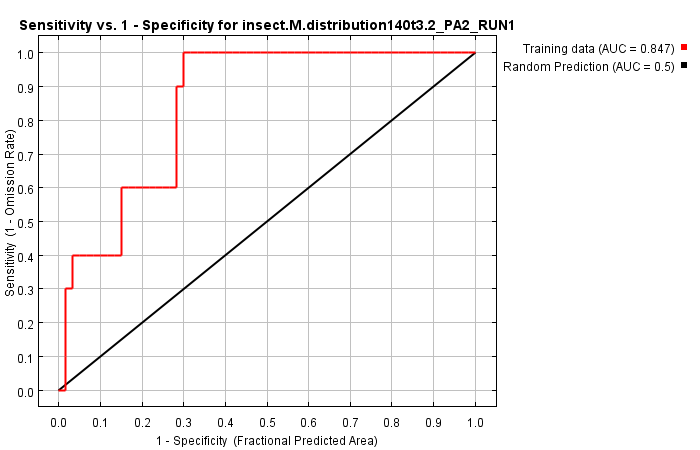 Sensitivity vs. 1 - Specificity for insect.M.distribution140t3.2_PA2_RUN1
Training data (AUC = 0.847)
Random Prediction (AUC = 0.5)
Sensitivity (1 - Omission Rate)
1.0
0.9
0.8
0.7
0.6
0.5
0.4
0.3
0.2
0.1
0.0
0.0 0.1 0.2 0.3 0.4 0.5 0.6 0.7 0.8 0.9 1.0
1 - Specificity (Fractional Predicted Area)